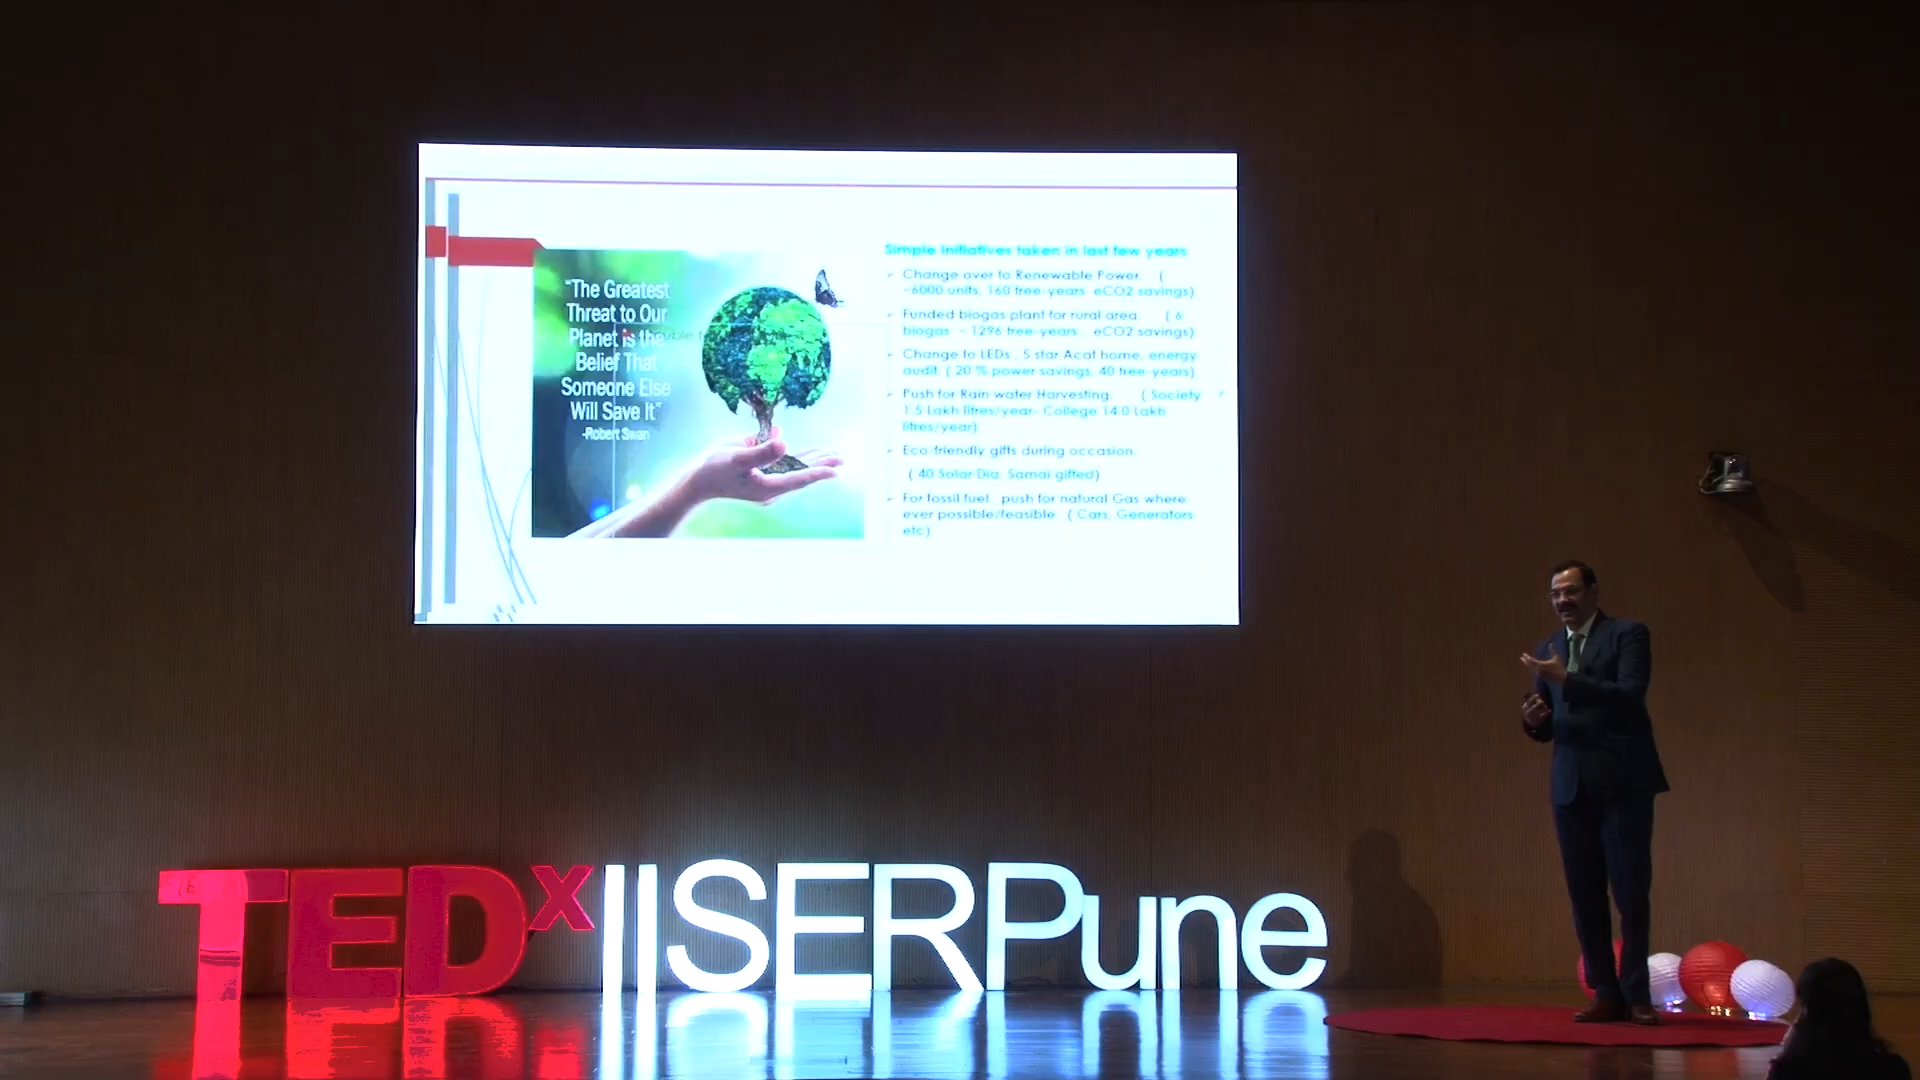 "The Greatest
Threat to Our
Planet is the
Belief That
Someone Else
Will Save It"
-Robert Swan
Simple Initiatives taken in last few years
Change over to Renewable Power. (
~6000 units, 160 tree-years eCO2 savings)
Funded biogas plant for rural area. ( 6
biogas ~ 1296 tree-years , eCO2 savings)
Change to LEDs , 5 star Acat home, energy
audit. ( 20 % power savings, 40 tree-years)
Push for Rain water Harvesting. ( Society
1.5 Lakh litres/year- College 14.0 Lakh
litres/year)
Eco friendly gifts during occasion.
( 40 Solar Dia, Samai gifted)
For fossil fuel push for natural Gas where
ever possible/feasible. ( Cars, Generators
etc)
TEDxIISERPune